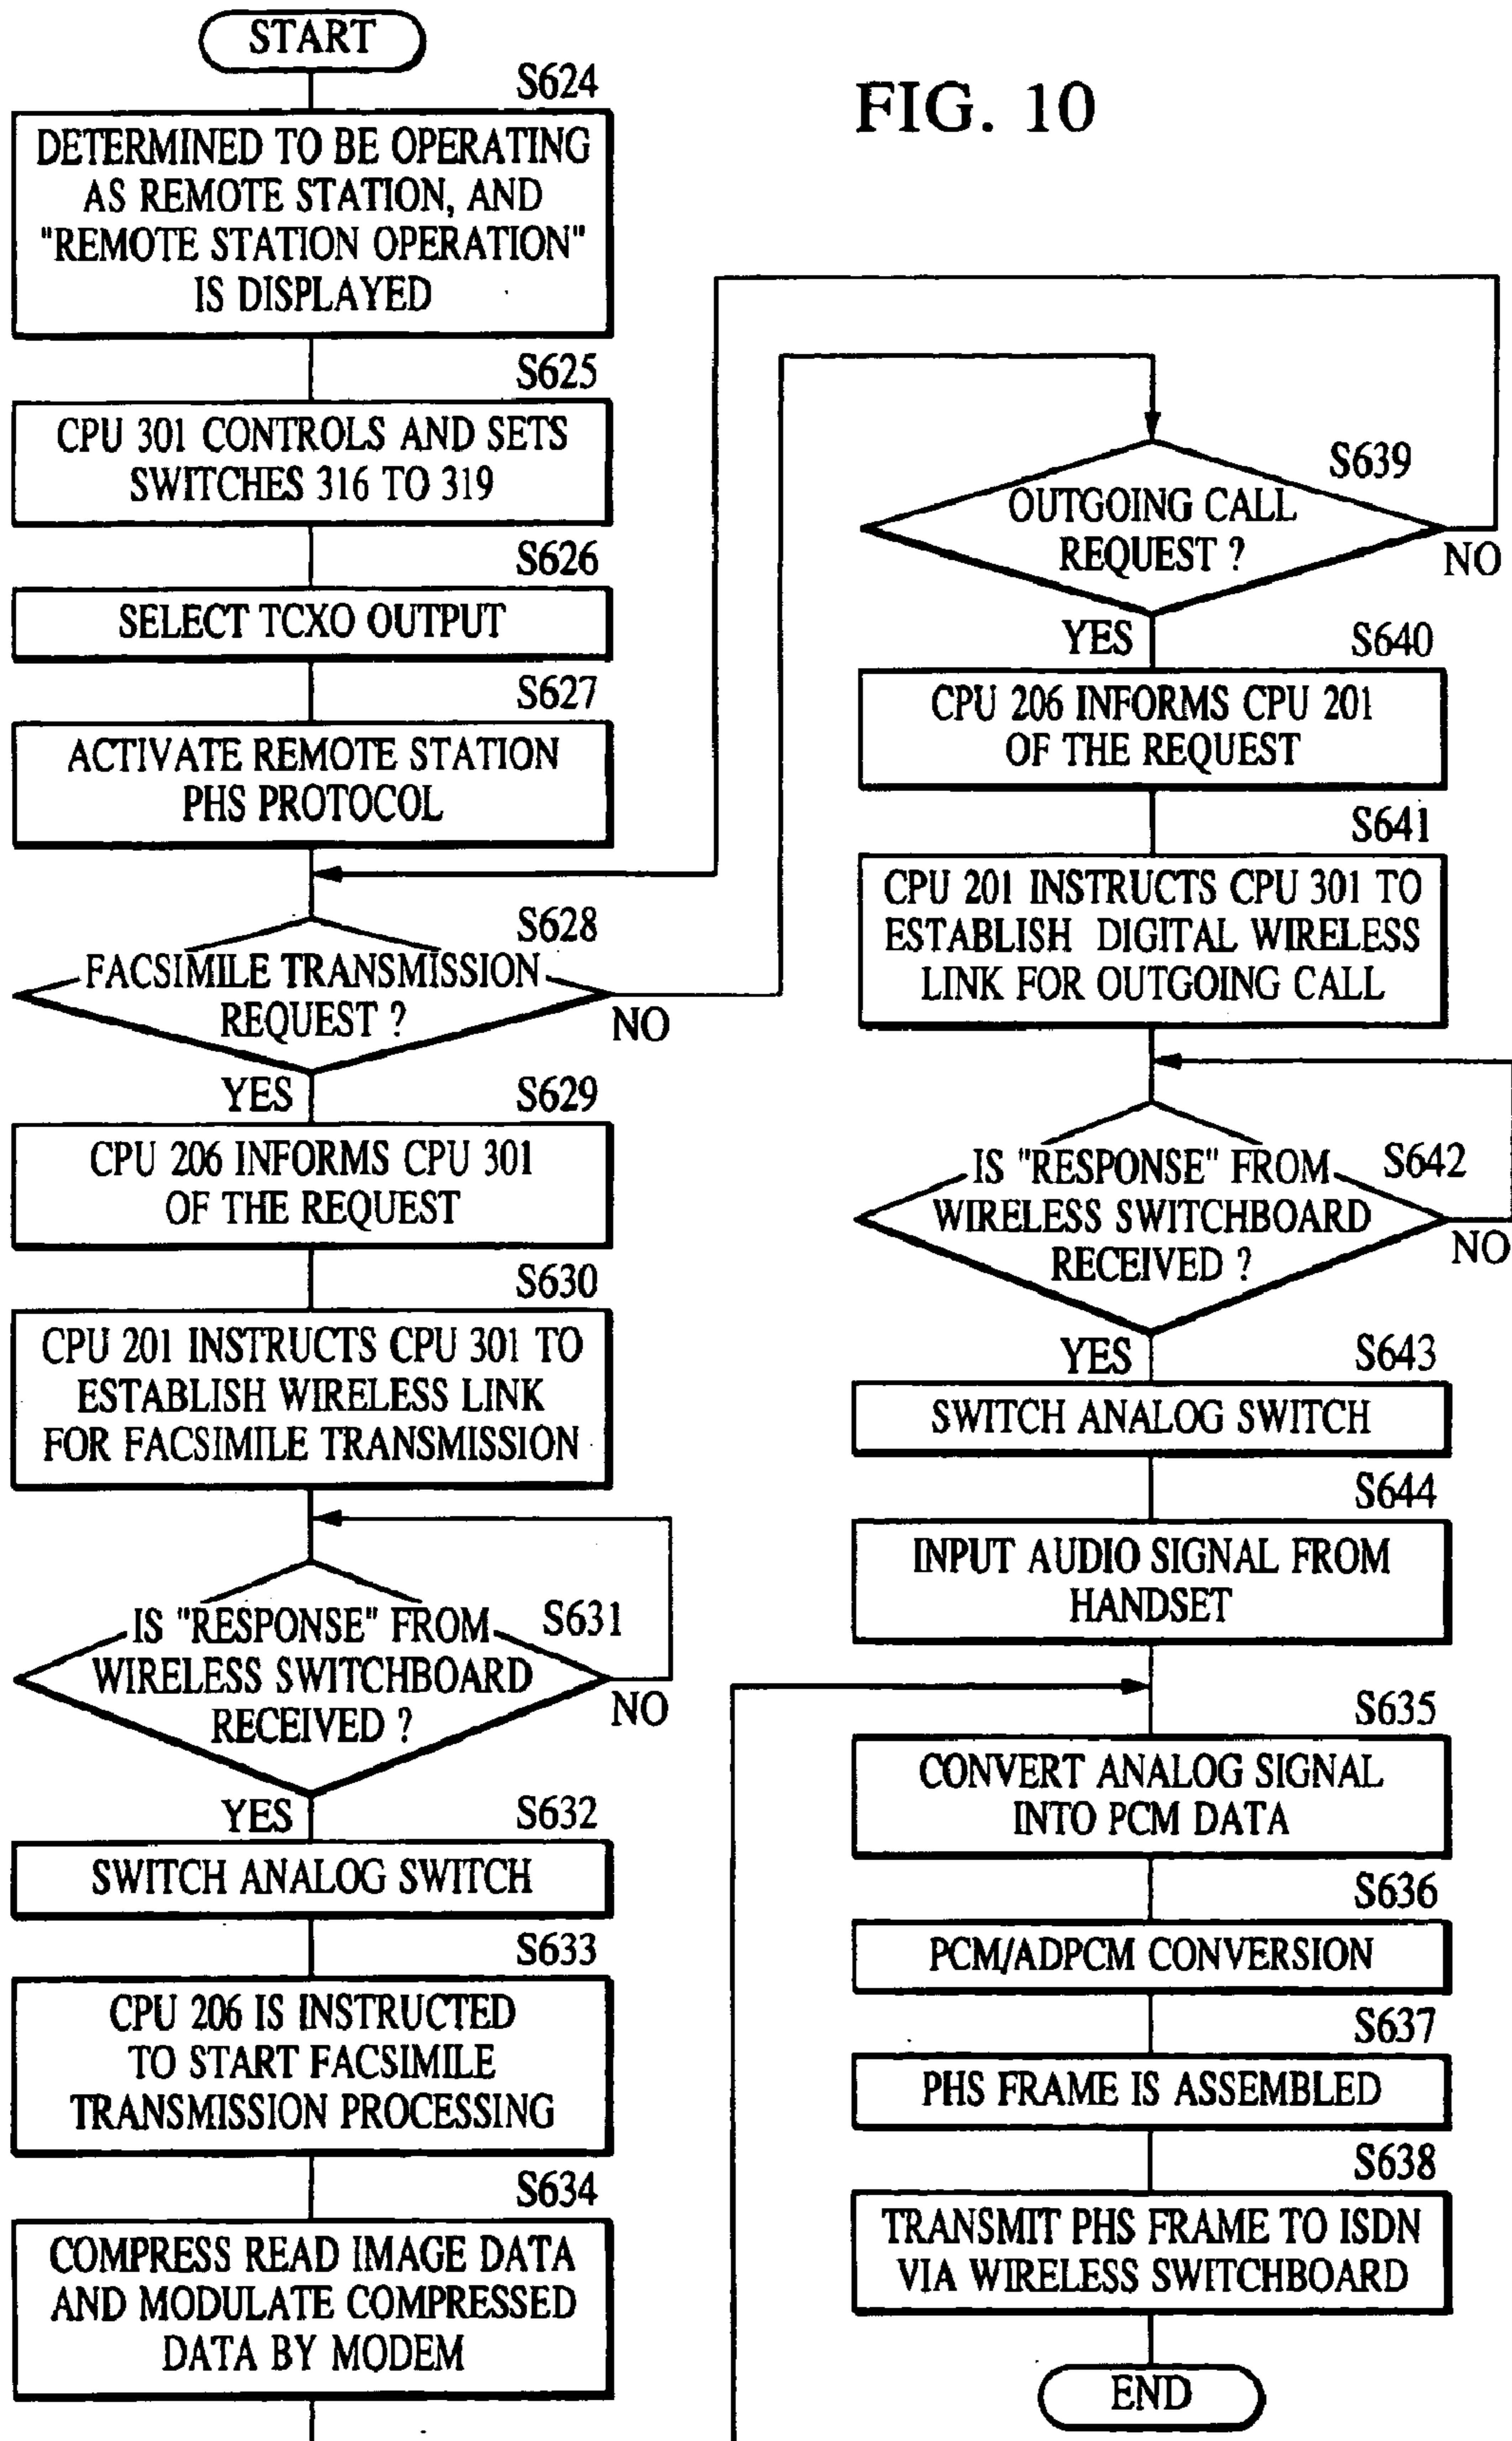 FIG. 10
START
S624
DETERMINED TO BE OPERATING
AS REMOTE STATION, AND
"REMOTE STATION OPERATION"
IS DISPLAYED
S625
CPU 301 CONTROLS AND SETS
SWITCHES 316 TO 319
S626
SELECT TCXO OUTPUT
S627
ACTIVATE REMOTE STATION
PHS PROTOCOL
S628
FACSIMILE TRANSMISSION
REQUEST ?
NO
YES
S629
CPU 206 INFORMS CPU 301
OF THE REQUEST
S630
CPU 201 INSTRUCTS CPU 301 TO
ESTABLISH WIRELESS LINK
FOR FACSIMILE TRANSMISSION
S631
IS "RESPONSE" FROM
WIRELESS SWITCHBOARD
RECEIVED ?
NO
YES
S632
SWITCH ANALOG SWITCH
S633
CPU 206 IS INSTRUCTED
TO START FACSIMILE
TRANSMISSION PROCESSING
S634
COMPRESS READ IMAGE DATA
AND MODULATE COMPRESSED
DATA BY MODEM
S639
OUTGOING CALL
REQUEST ?
NO
YES
S640
CPU 206 INFORMS CPU 201
OF THE REQUEST
S641
CPU 201 INSTRUCTS CPU 301 TO
ESTABLISH DIGITAL WIRELESS
LINK FOR OUTGOING CALL
S642
IS "RESPONSE" FROM
WIRELESS SWITCHBOARD
RECEIVED ?
NO
YES
S643
SWITCH ANALOG SWITCH
S644
INPUT AUDIO SIGNAL FROM
HANDSET
S635
CONVERT ANALOG SIGNAL
INTO PCM DATA
S636
PCM/ADPCM CONVERSION
S637
PHS FRAME IS ASSEMBLED
S638
TRANSMIT PHS FRAME TO ISDN
VIA WIRELESS SWITCHBOARD
END